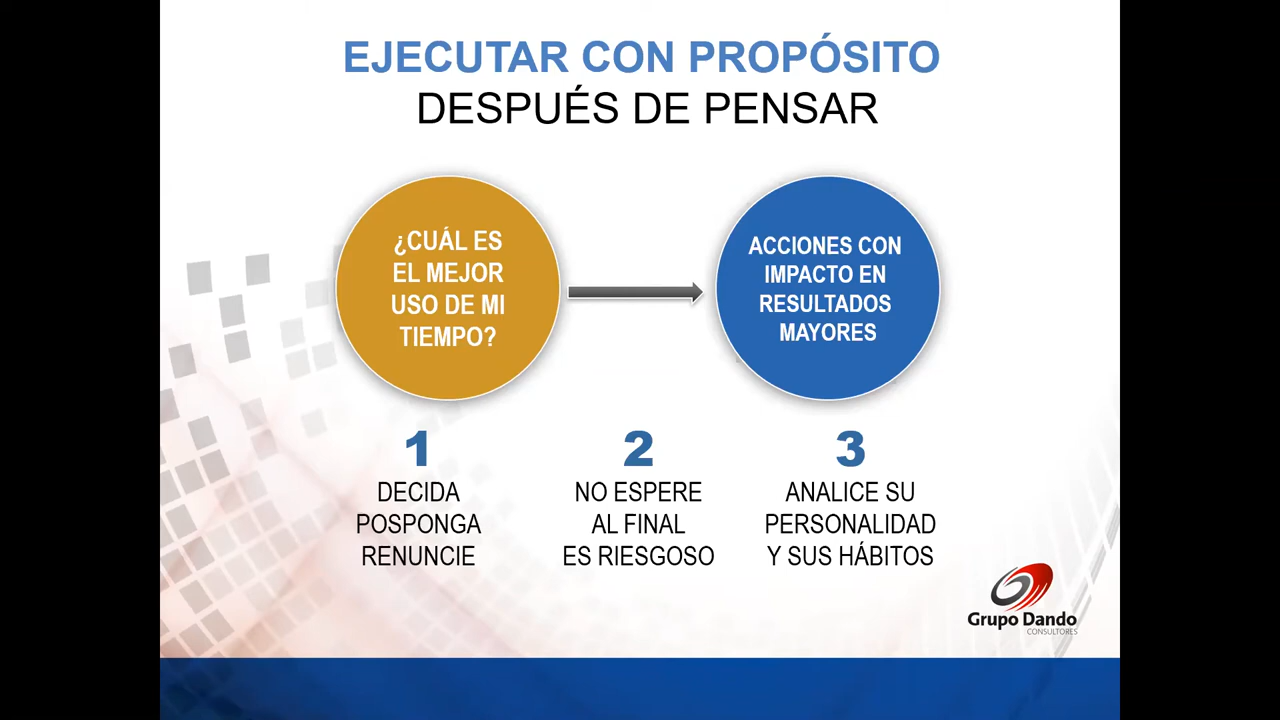 EJECUTAR CON PROPÓSITO
DESPUÉS DE PENSAR
¿CUÁL ES
EL MEJOR
USO DE MI
TIEMPO?
ACCIONES CON
IMPACTO EN
RESULTADOS
MAYORES
1
DECIDA
POSPONGA
RENUNCIE
2
NO ESPERE
AL FINAL
ES RIESGOSO
3
ANALICE SU
PERSONALIDAD
Y SUS HÁBITOS
Grupo Dando
CONSULTORES